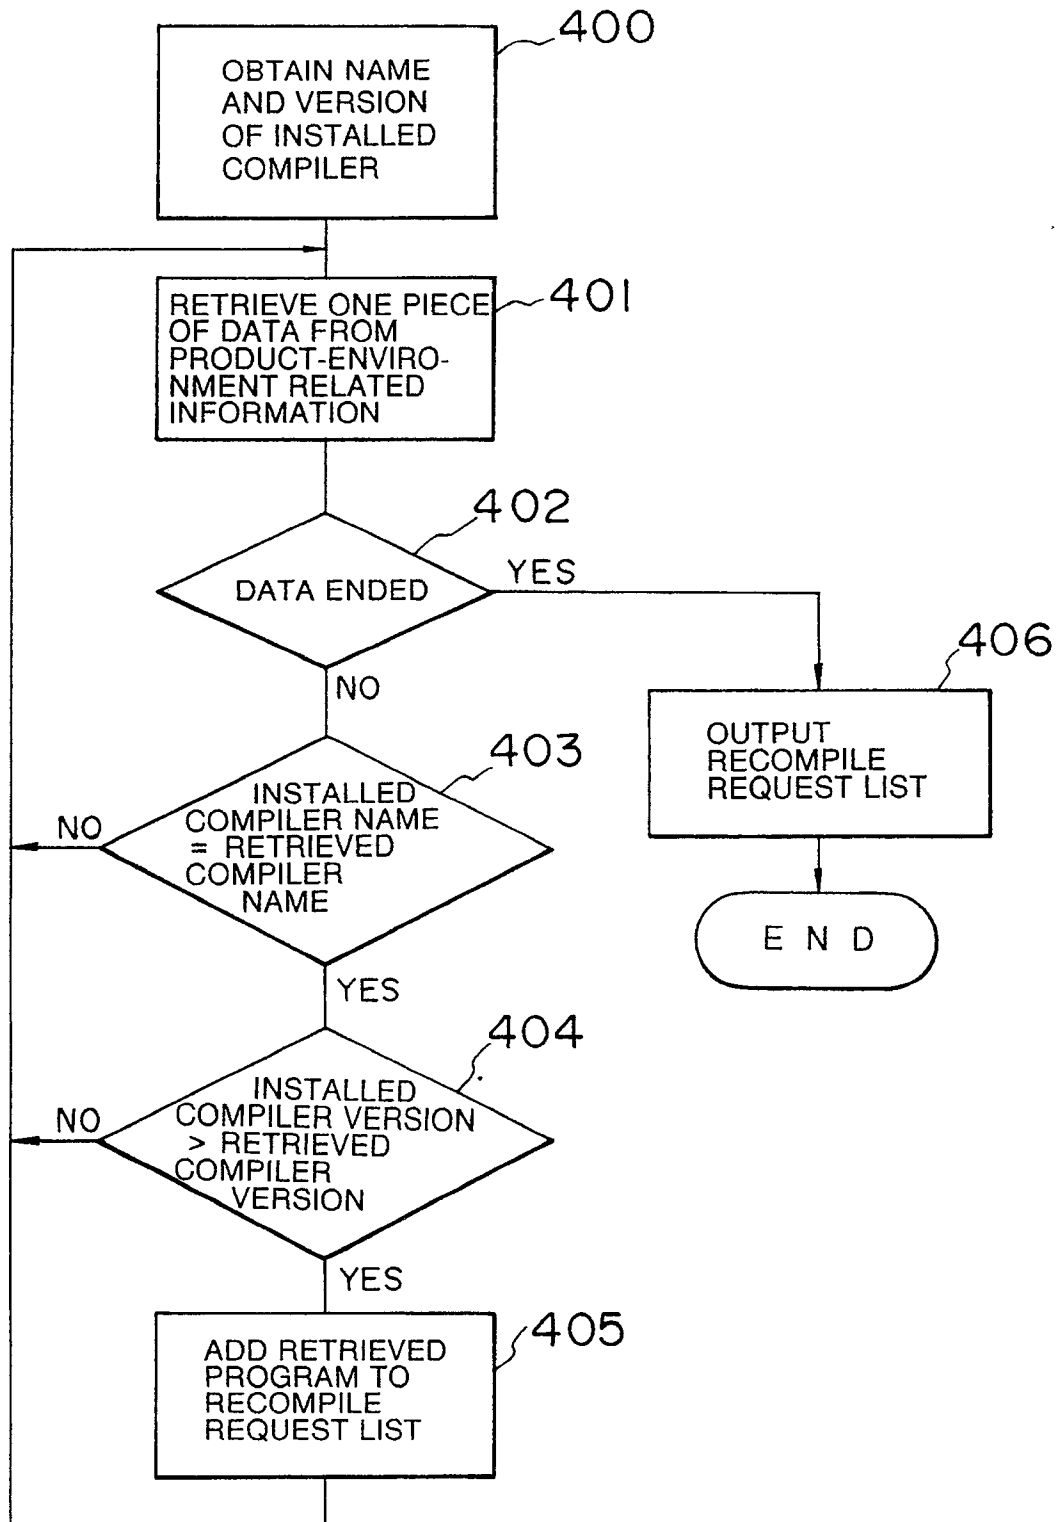 400
OBTAIN NAME
AND VERSION
OF INSTALLED
COMPILER
401
RETRIEVE ONE PIECE
OF DATA FROM
PRODUCT-ENVIRO-
NMENT RELATED
INFORMATION
402
DATA ENDED
YES
NO
406
OUTPUT
RECOMPILE
REQUEST LIST
END
403
INSTALLED
COMPILER NAME
= RETRIEVED
COMPILER
NAME
NO
YES
404
INSTALLED
COMPILER VERSION
> RETRIEVED
COMPILER
VERSION
NO
YES
405
ADD RETRIEVED
PROGRAM TO
RECOMPILE
REQUEST LIST